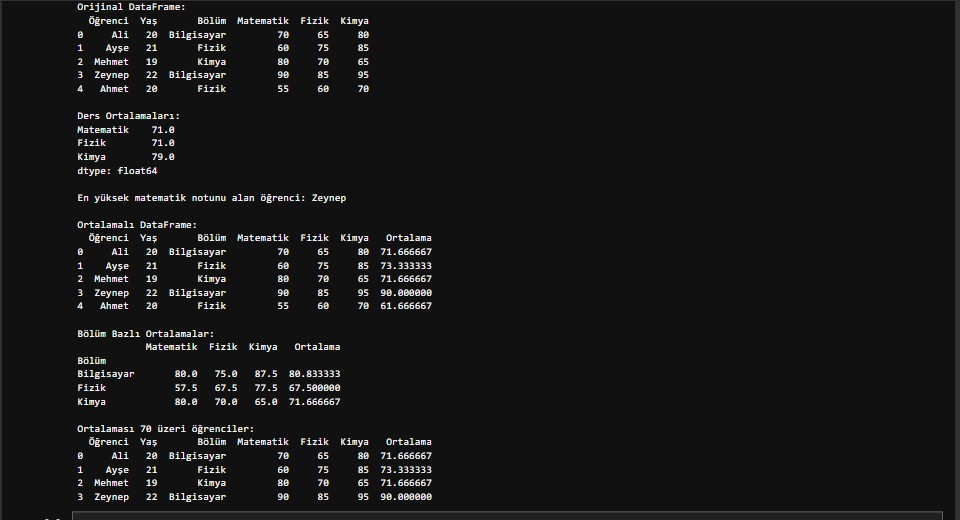 Orijinal DataFrame:
  Öğrenci  Yaş       Bölüm  Matematik  Fizik  Kimya
0     Ali   20  Bilgisayar         70     65     80
1    Ayşe   21       Fizik         60     75     85
2  Mehmet   19       Kimya         80     70     65
3  Zeynep   22  Bilgisayar         90     85     95
4   Ahmet   20       Fizik         55     60     70

Ders Ortalamaları:
Matematik    71.0
Fizik        71.0
Kimya        79.0
dtype: float64

En yüksek matematik notunu alan öğrenci: Zeynep

Ortalamalı DataFrame:
  Öğrenci  Yaş       Bölüm  Matematik  Fizik  Kimya   Ortalama
0     Ali   20  Bilgisayar         70     65     80  71.666667
1    Ayşe   21       Fizik         60     75     85  73.333333
2  Mehmet   19       Kimya         80     70     65  71.666667
3  Zeynep   22  Bilgisayar         90     85     95  90.000000
4   Ahmet   20       Fizik         55     60     70  61.666667

Bölüm Bazlı Ortalamalar:
            Matematik  Fizik  Kimya   Ortalama
Bölüm
Bilgisayar       80.0   75.0   87.5  80.833333
Fizik            57.5   67.5   77.5  67.500000
Kimya            80.0   70.0   65.0  71.666667

Ortalaması 70 üzeri öğrenciler:
  Öğrenci  Yaş       Bölüm  Matematik  Fizik  Kimya   Ortalama
0     Ali   20  Bilgisayar         70     65     80  71.666667
1    Ayşe   21       Fizik         60     75     85  73.333333
2  Mehmet   19       Kimya         80     70     65  71.666667
3  Zeynep   22  Bilgisayar         90     85     95  90.000000